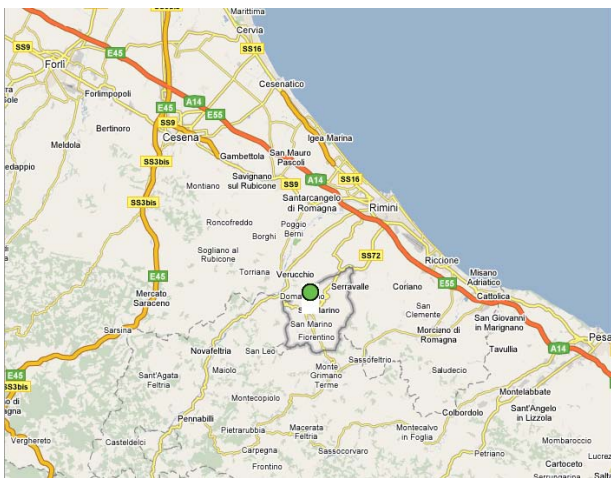 Marittima
Cervia
SS16
SS9
E45
Forlì
Forlimpopoli
Cesenatico
A14
E45
E55
SS9
Bertinoro
Cesena
Meldola
Igea Marina
Gambettola
San Mauro
Pascoli
SS3bis
A14
SS16
Savignano
sul Rubicone
SS9
Montiano
Santarcangelo
di Romagna
Rimini
Roncofreddo
Poggio
Berni
Borghi
Sogliano al
Rubicone
SS72
Riccione
Torriana
Verucchio
Misano
Adriatico
E45
Serravalle
Coriano
E55
Cattolica
Mercato
Saraceno
San
Clemente
San Giovanni
in Marignano
San Marino
Fiorentino
Sarsina
Morciano di
Romagna
Novafeltria
San Leo
Tavullia
A14
Sassofeltrio
E45
Sant'Agata
Feltria
Maiolo
Monte
Grimano
Terme
Saludecio
SS3bis
Montecopiolo
Montelabbate
Colbordolo
Sant'Angelo
in Lizzola
Pennabilli
Pietrarubbia
Macerata
Feltria
Montecalvo
in Foglia
Verghereto
Casteldelci
Mombaroccio
Carpegna
Sassocorvaro
Petriano
Cartoceto
Frontino